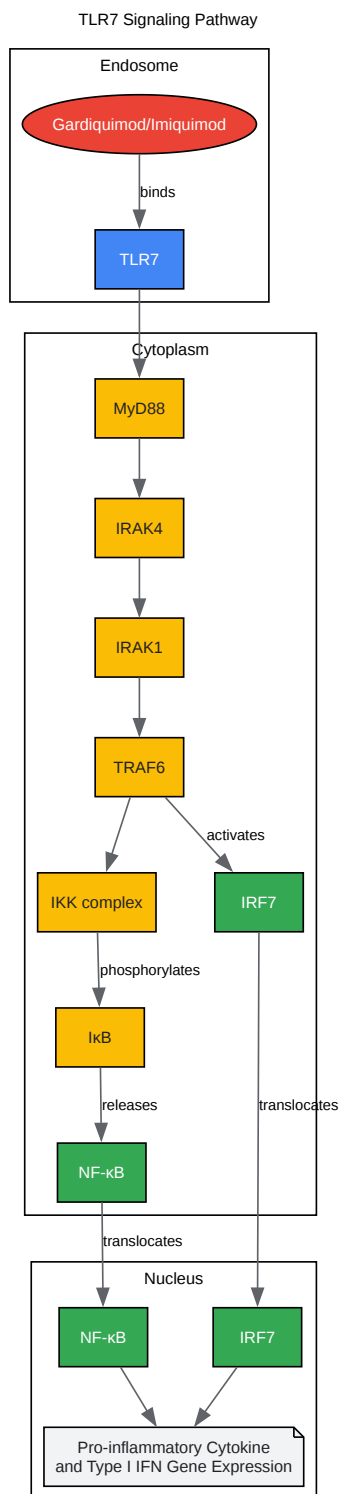 TLR7 Signaling Pathway
Endosome
Gardiquimod/Imiquimod
binds
TLR7
Cytoplasm
MyD88
IRAK4
IRAK1
TRAF6
activates
IKK complex
IRF7
phosphorylates
IκB
releases
translocates
NF-κB
translocates
Nucleus
NF-κB
IRF7
Pro-inflammatory Cytokine
and Type I IFN Gene Expression